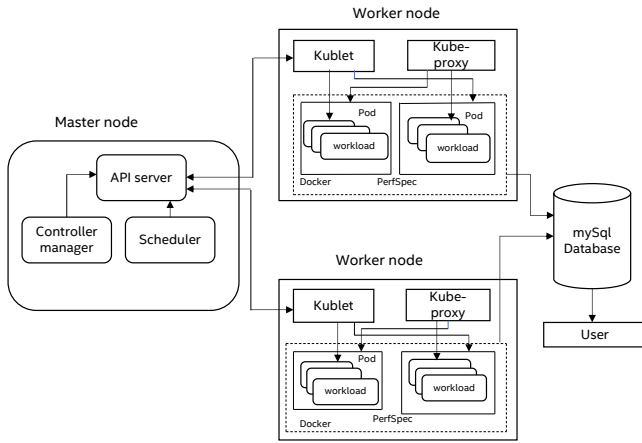 Worker node
Kublet
Kube-
proxy
Pod
workload
Pod
workload
Docker
PerfSpec
Master node
API server
Controller
manager
Scheduler
mySql
Database
User
Worker node
Kublet
Kube-
proxy
Pod
workload
workload
Docker
PerfSpec